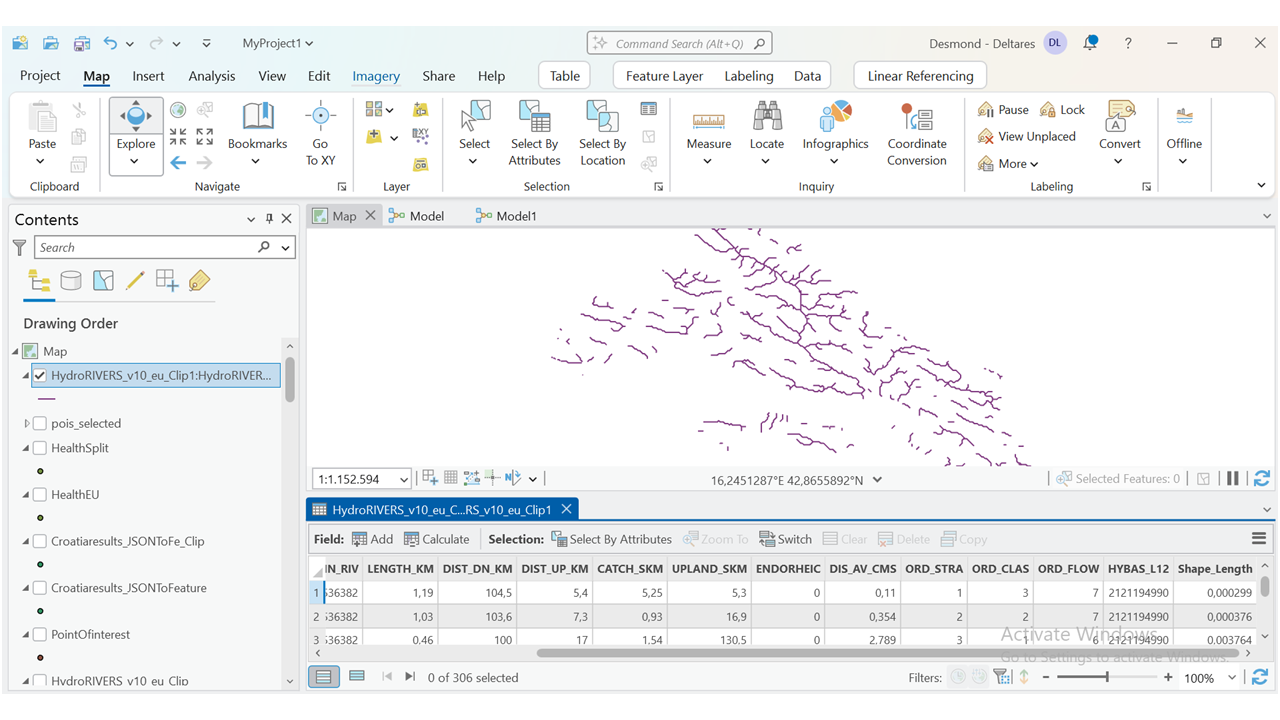 MyProject1
Command Search (Alt+Q)
Desmond - Deltares
DL
?
Project
Map
Insert
Analysis
View
Edit
Imagery
Share
Help
Table
Feature Layer
Labeling
Data
Linear Referencing
Paste
Clipboard
Explore
Bookmarks
Go
To XY
Navigate
Layer
Select
Select By
Attributes
Select By
Location
Selection
Measure
Locate
Infographics
Coordinate
Conversion
Inquiry
Pause
Lock
View Unplaced
More
Convert
Labeling
Offline
Contents
Search
Drawing Order
Map
HydroRIVERS_v10_eu_Clip1:HydroRIVER...
pois_selected
HealthSplit
HealthEU
Croatiaresults_JSONToFe_Clip
Croatiaresults_JSONToFeature
PointOfinterest
HydroRIVERS_v10_eu_Clip
Map
Model
Model1
1:1.152.594
16,2451287°E 42,8655892°N
Selected Features: 0
HydroRIVERS_v10_eu_C...RS_v10_eu_Clip1
Field: Add Calculate Selection: Select By Attributes Zoom To Switch Clear Delete Copy
IN_RIV LENGTH_KM DIST_DN_KM DIST_UP_KM CATCH_SKM UPLAND_SKM ENDORHEIC DIS_AV_CMS ORD_STRA ORD_CLAS ORD_FLOW HYBAS_L12 Shape_Length
1 536382 1,19 104,5 5,4 5,25 5,3 0 0,11 1 3 7 2121194990 0,000299
2 536382 1,03 103,6 7,3 0,93 16,9 0 0,354 2 2 7 2121194990 0,000376
3 536382 0,46 100 17 1,54 130,5 0 2,789 3 1 6 2121194990 0,003764
Activate Windows
Go to Settings to activate Windows.
0 of 306 selected
Filters:
100%